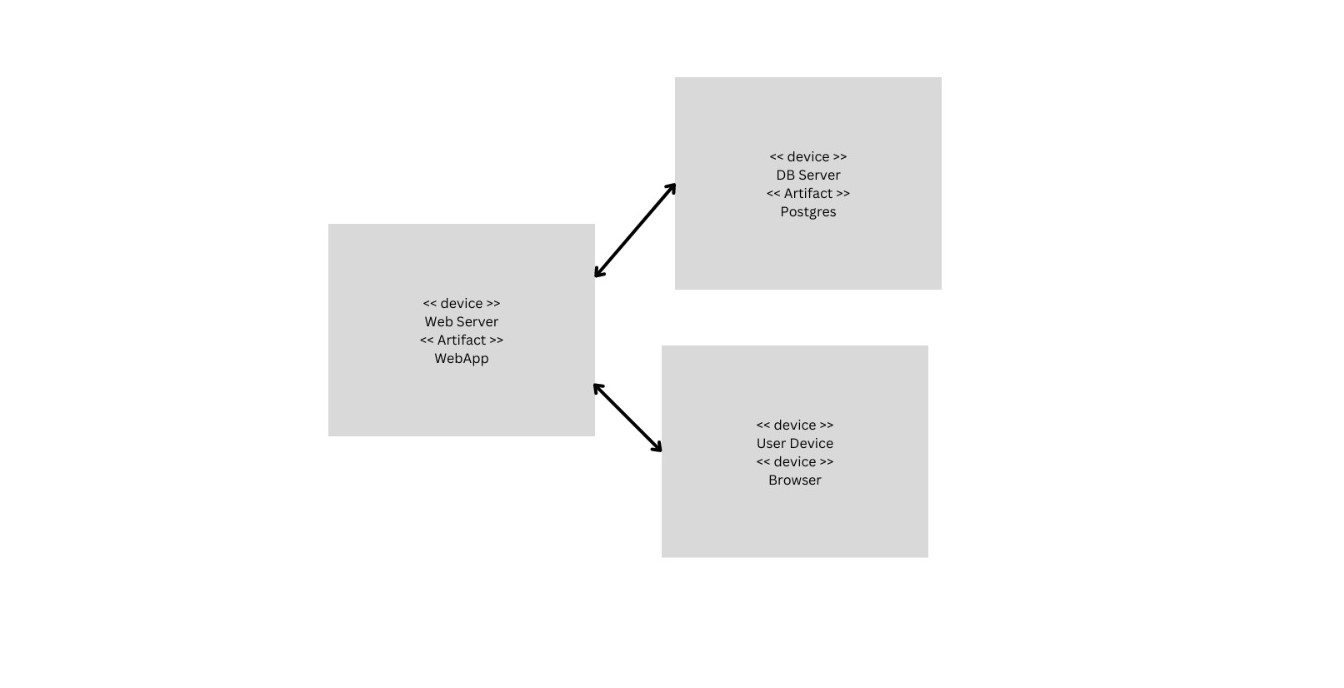 << device >>
DB Server
<< Artifact >>
Postgres
<< device >>
Web Server
<< Artifact >>
WebApp
<< device >>
User Device
<< device >>
Browser